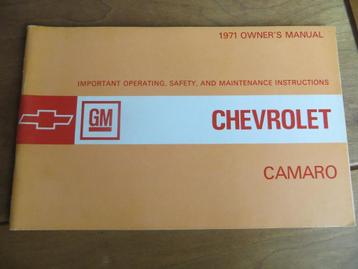 1971 OWNER'S MANUAL
IMPORTANT OPERATING, SAFETY, AND MAINTENANCE INSTRUCTIONS
GM
CHEVROLET
CAMARO